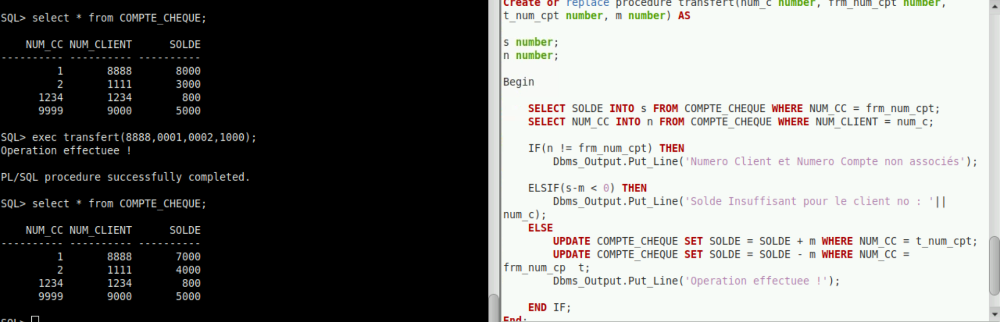 SQL> select * from COMPTE_CHEQUE;
NUM_CC NUM_CLIENT SOLDE
---------- ---------- ----------
1 8888 8000
2 1111 3000
1234 1234 800
9999 9000 5000
SQL> exec transfert(8888,0001,0002,1000);
Operation effectuee !
PL/SQL procedure successfully completed.
SQL> select * from COMPTE_CHEQUE;
NUM_CC NUM_CLIENT SOLDE
---------- ---------- ----------
1 8888 7000
2 1111 4000
1234 1234 800
9999 9000 5000
SQL>
Create or replace procedure transfert(num_c number, frm_num_cpt number,
t_num_cpt number, m number) AS
s number;
n number;
Begin
SELECT SOLDE INTO s FROM COMPTE_CHEQUE WHERE NUM_CC = frm_num_cpt;
SELECT NUM_CC INTO n FROM COMPTE_CHEQUE WHERE NUM_CLIENT = num_c;
IF(n != frm_num_cpt) THEN
Dbms_Output.Put_Line('Numero Client et Numero Compte non associés');
ELSIF(s-m < 0) THEN
Dbms_Output.Put_Line('Solde Insuffisant pour le client no : '||
num_c);
ELSE
UPDATE COMPTE_CHEQUE SET SOLDE = SOLDE + m WHERE NUM_CC = t_num_cpt;
UPDATE COMPTE_CHEQUE SET SOLDE = SOLDE - m WHERE NUM_CC =
frm_num_cp t;
Dbms_Output.Put_Line('Operation effectuee !');
END IF;
End;